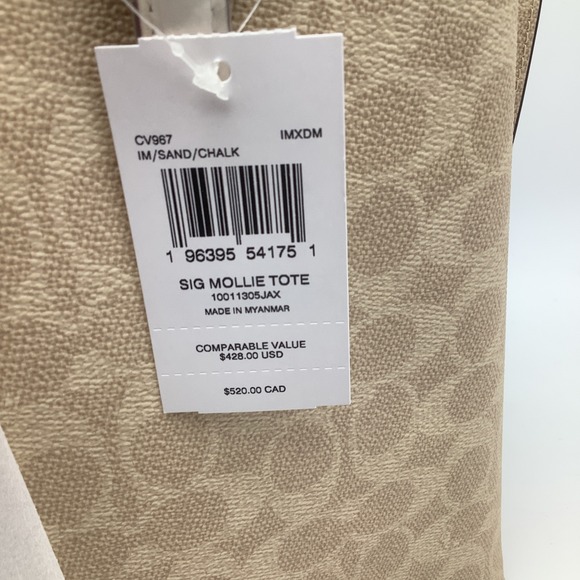 CV967 IMXDM
IM/SAND/CHALK
1 96395 54175 1
SIG MOLLIE TOTE
10011305JAX
MADE IN MYANMAR
COMPARABLE VALUE
$428.00 USD
$520.00 CAD